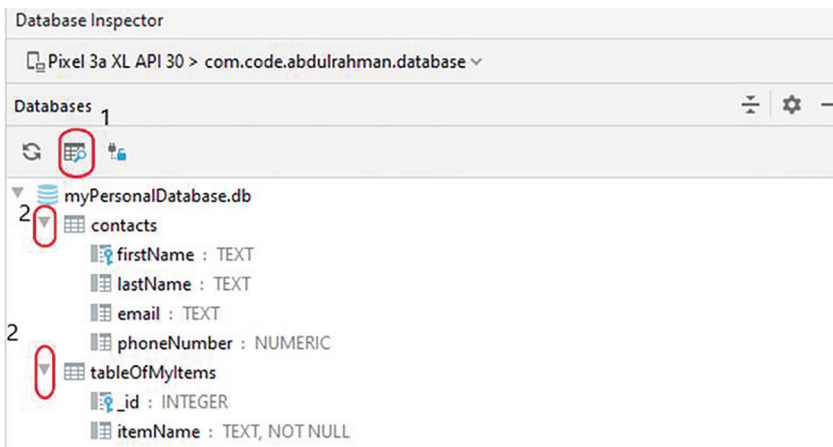 Database Inspector
Pixel 3a XL API 30 > com.code.abdulrahman.database
Databases
1
myPersonalDatabase.db
2
contacts
firstName : TEXT
lastName : TEXT
email : TEXT
phoneNumber : NUMERIC
2
tableOfMyItems
_id : INTEGER
itemName : TEXT, NOT NULL